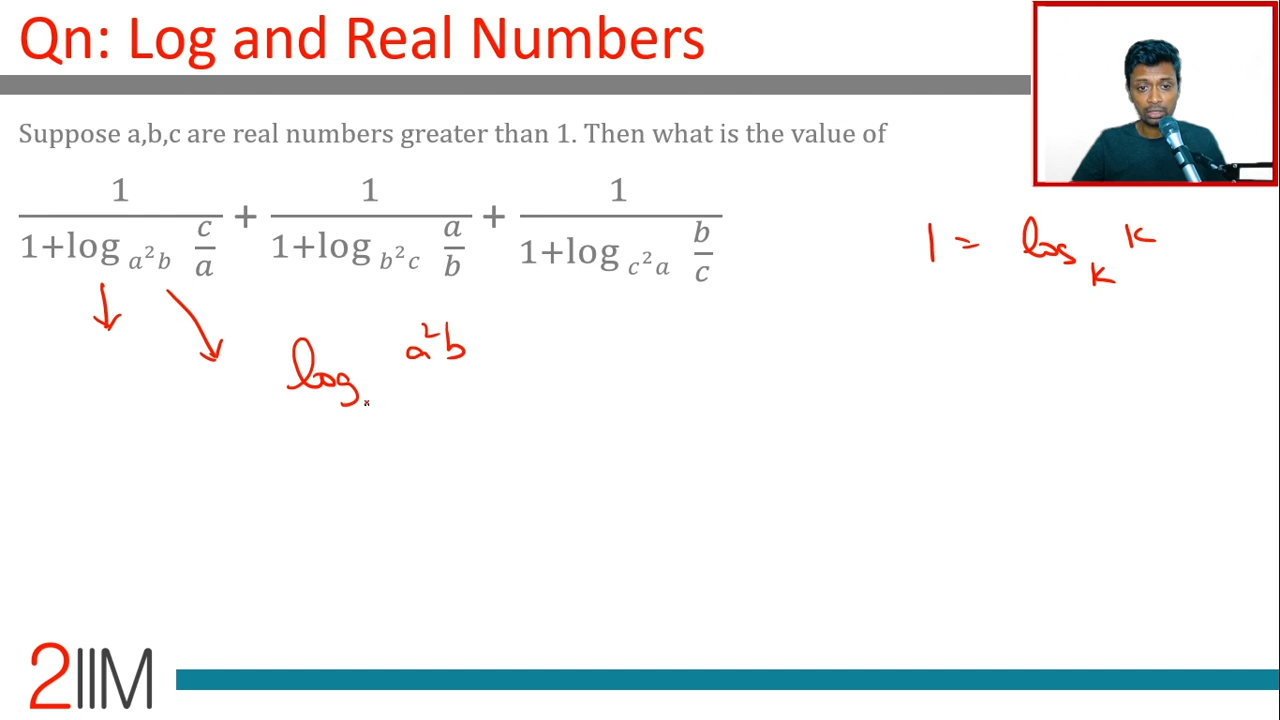 Qn: Log and Real Numbers
Suppose a,b,c are real numbers greater than 1. Then what is the value of
1/(1+log_{a²b} c/a) + 1/(1+log_{b²c} a/b) + 1/(1+log_{c²a} b/c)
1 = log_K K
log a²b
2IIM